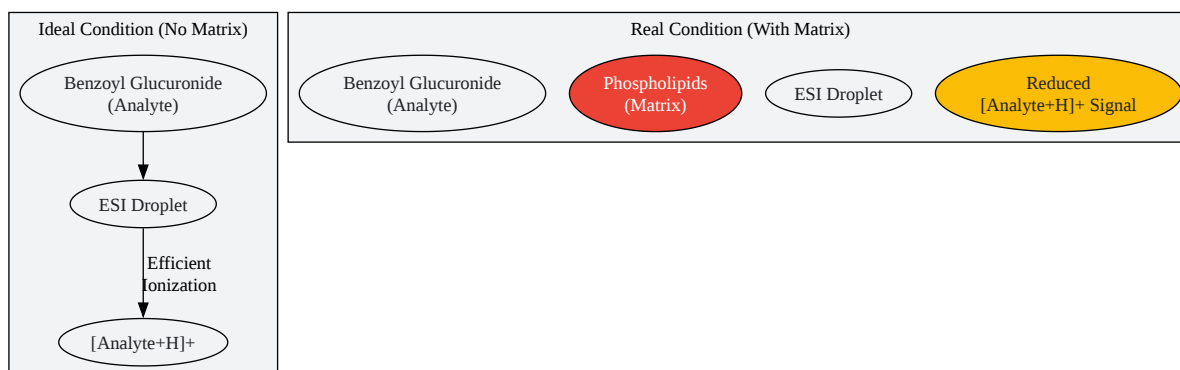 Ideal Condition (No Matrix)
Benzoyl Glucuronide
(Analyte)
ESI Droplet
Efficient
Ionization
[Analyte+H]+
Real Condition (With Matrix)
Benzoyl Glucuronide
(Analyte)
Phospholipids
(Matrix)
ESI Droplet
Reduced
[Analyte+H]+ Signal